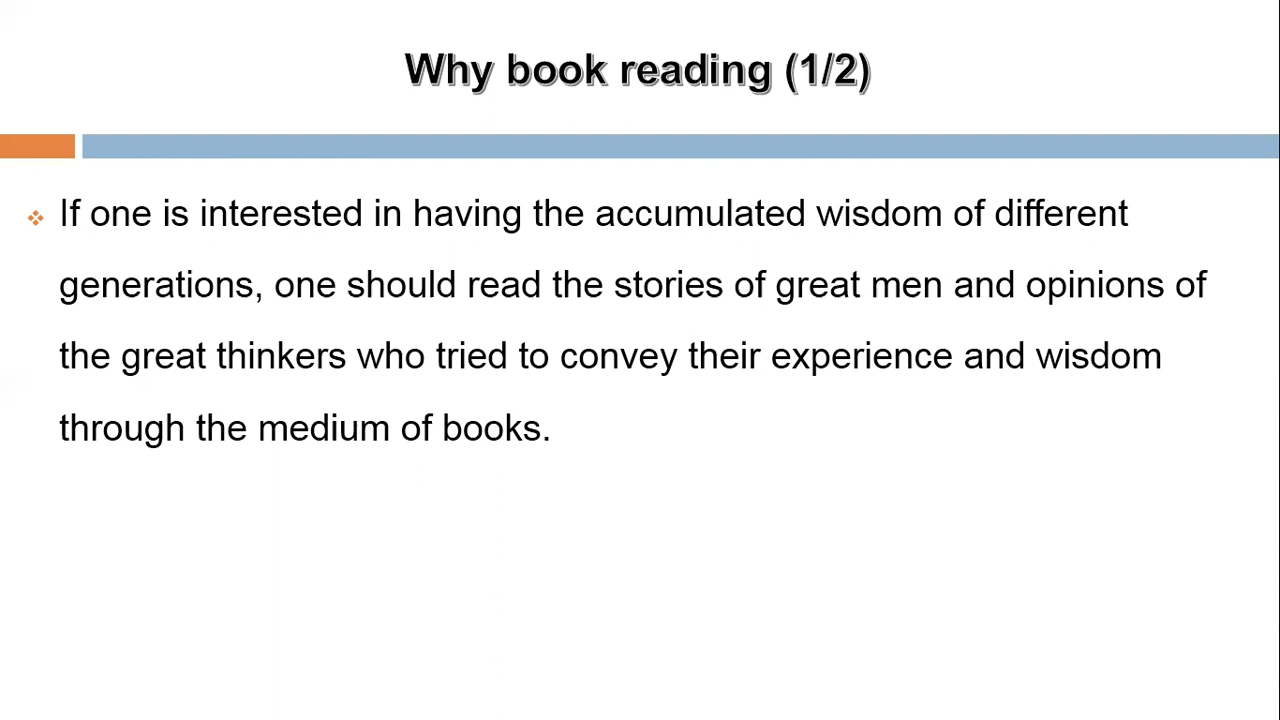 Why book reading (1/2)
If one is interested in having the accumulated wisdom of different
generations, one should read the stories of great men and opinions of
the great thinkers who tried to convey their experience and wisdom
through the medium of books.